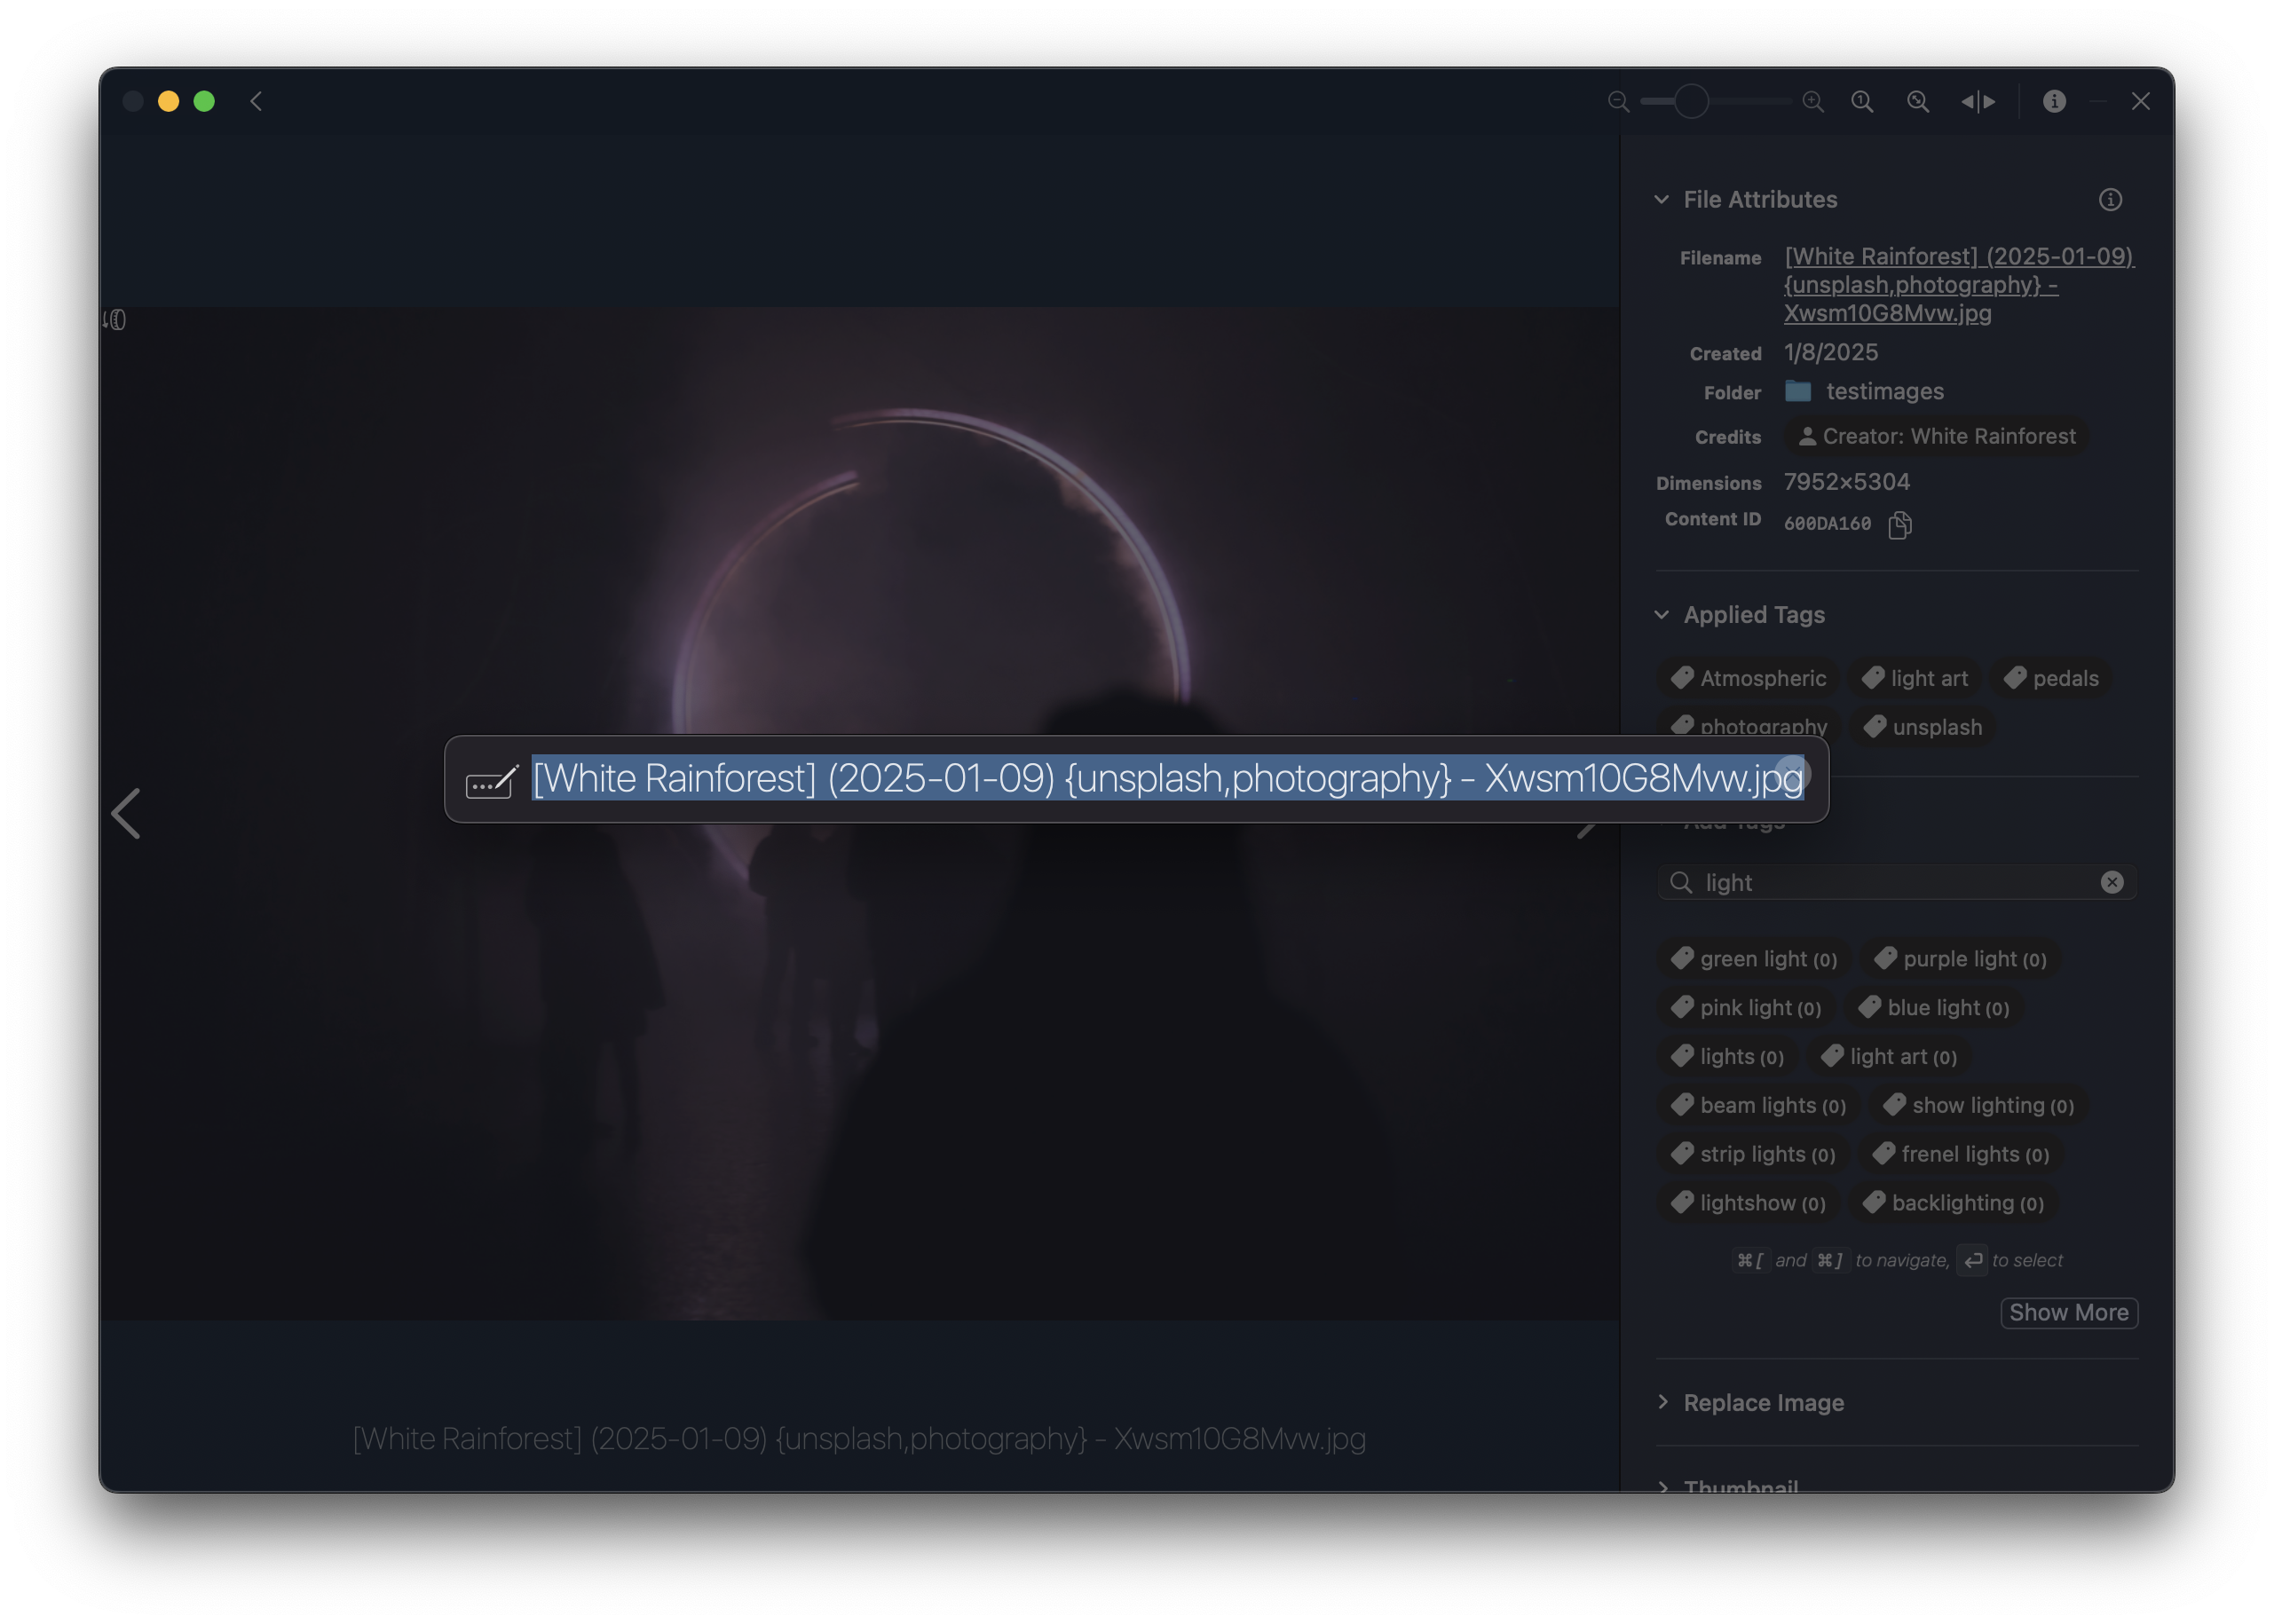 File Attributes
Filename [White Rainforest] (2025-01-09)
{unsplash,photography} -
Xwsm10G8Mvw.jpg
Created 1/8/2025
Folder testimages
Credits Creator: White Rainforest
Dimensions 7952×5304
Content ID 600DA160
Applied Tags
Atmospheric light art pedals
photography unsplash
[White Rainforest] (2025-01-09) {unsplash,photography} - Xwsm10G8Mvw.jpg
Add Tags
light
green light (0) purple light (0)
pink light (0) blue light (0)
lights (0) light art (0)
beam lights (0) show lighting (0)
strip lights (0) frenel lights (0)
lightshow (0) backlighting (0)
⌘[ and ⌘] to navigate, ↩ to select
Show More
Replace Image
Thumbnail
[White Rainforest] (2025-01-09) {unsplash,photography} - Xwsm10G8Mvw.jpg